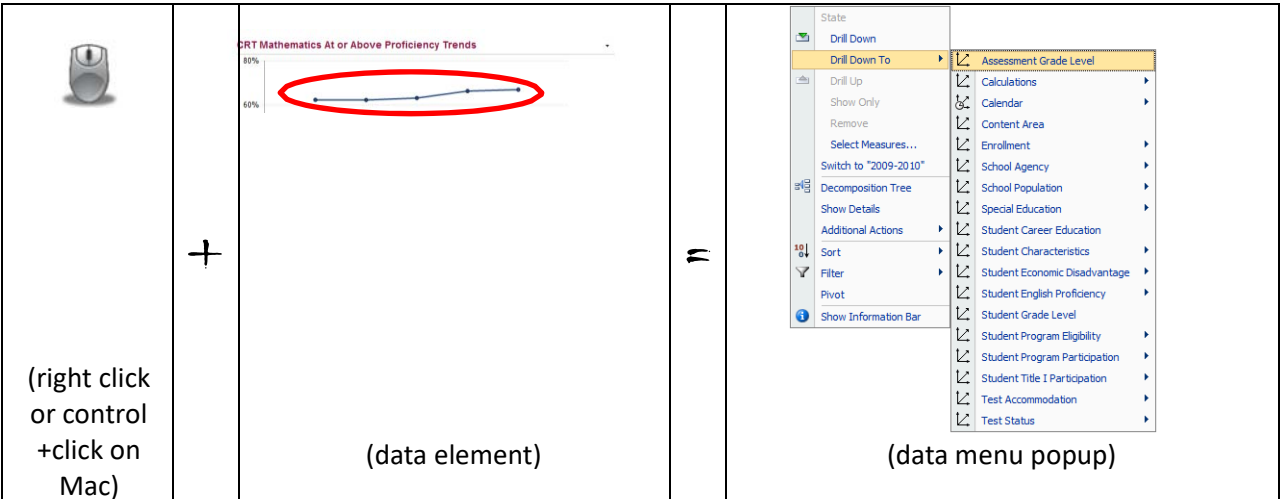 (right click
or control
+click on
Mac)
+
CRT Mathematics At or Above Proficiency Trends
80%
60%
(data element)
=
State
Drill Down
Drill Down To
Drill Up
Show Only
Remove
Select Measures...
Switch to "2009-2010"
Decomposition Tree
Show Details
Additional Actions
Sort
Filter
Pivot
Show Information Bar
Assessment Grade Level
Calculations
Calendar
Content Area
Enrollment
School Agency
School Population
Special Education
Student Career Education
Student Characteristics
Student Economic Disadvantage
Student English Proficiency
Student Grade Level
Student Program Eligibility
Student Program Participation
Student Title I Participation
Test Accommodation
Test Status
(data menu popup)